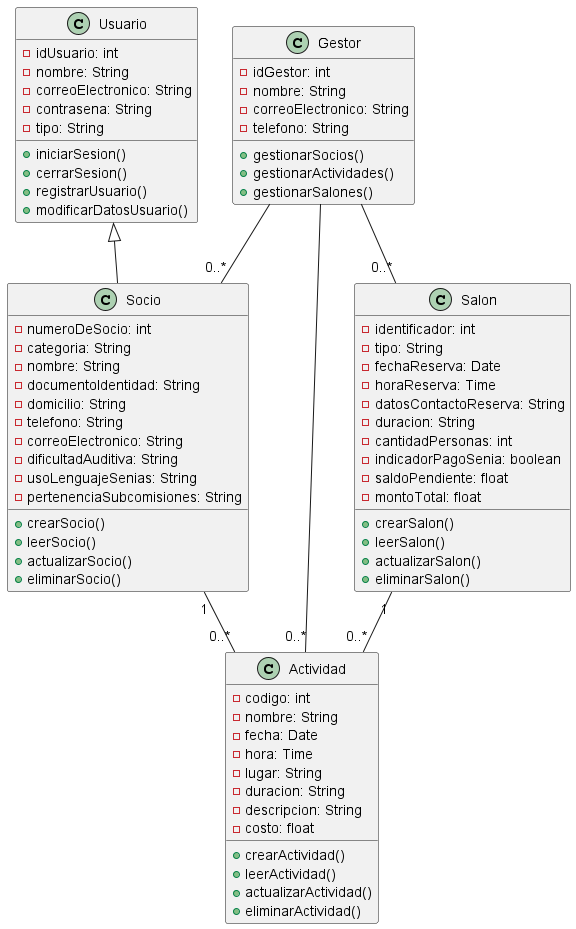 C Usuario
idUsuario: int
nombre: String
correoElectronico: String
contrasena: String
tipo: String
iniciarSesion()
cerrarSesion()
registrarUsuario()
modificarDatosUsuario()
C Gestor
idGestor: int
nombre: String
correoElectronico: String
telefono: String
gestionarSocios()
gestionarActividades()
gestionarSalones()
0..*
0..*
C Socio
numeroDeSocio: int
categoria: String
nombre: String
documentoIdentidad: String
domicilio: String
telefono: String
correoElectronico: String
dificultadAuditiva: String
usoLenguajeSenias: String
pertenenciaSubcomisiones: String
crearSocio()
leerSocio()
actualizarSocio()
eliminarSocio()
C Salon
identificador: int
tipo: String
fechaReserva: Date
horaReserva: Time
datosContactoReserva: String
duracion: String
cantidadPersonas: int
indicadorPagoSenia: boolean
saldoPendiente: float
montoTotal: float
crearSalon()
leerSalon()
actualizarSalon()
eliminarSalon()
1
1
0..*
0..*
0..*
C Actividad
codigo: int
nombre: String
fecha: Date
hora: Time
lugar: String
duracion: String
descripcion: String
costo: float
crearActividad()
leerActividad()
actualizarActividad()
eliminarActividad()